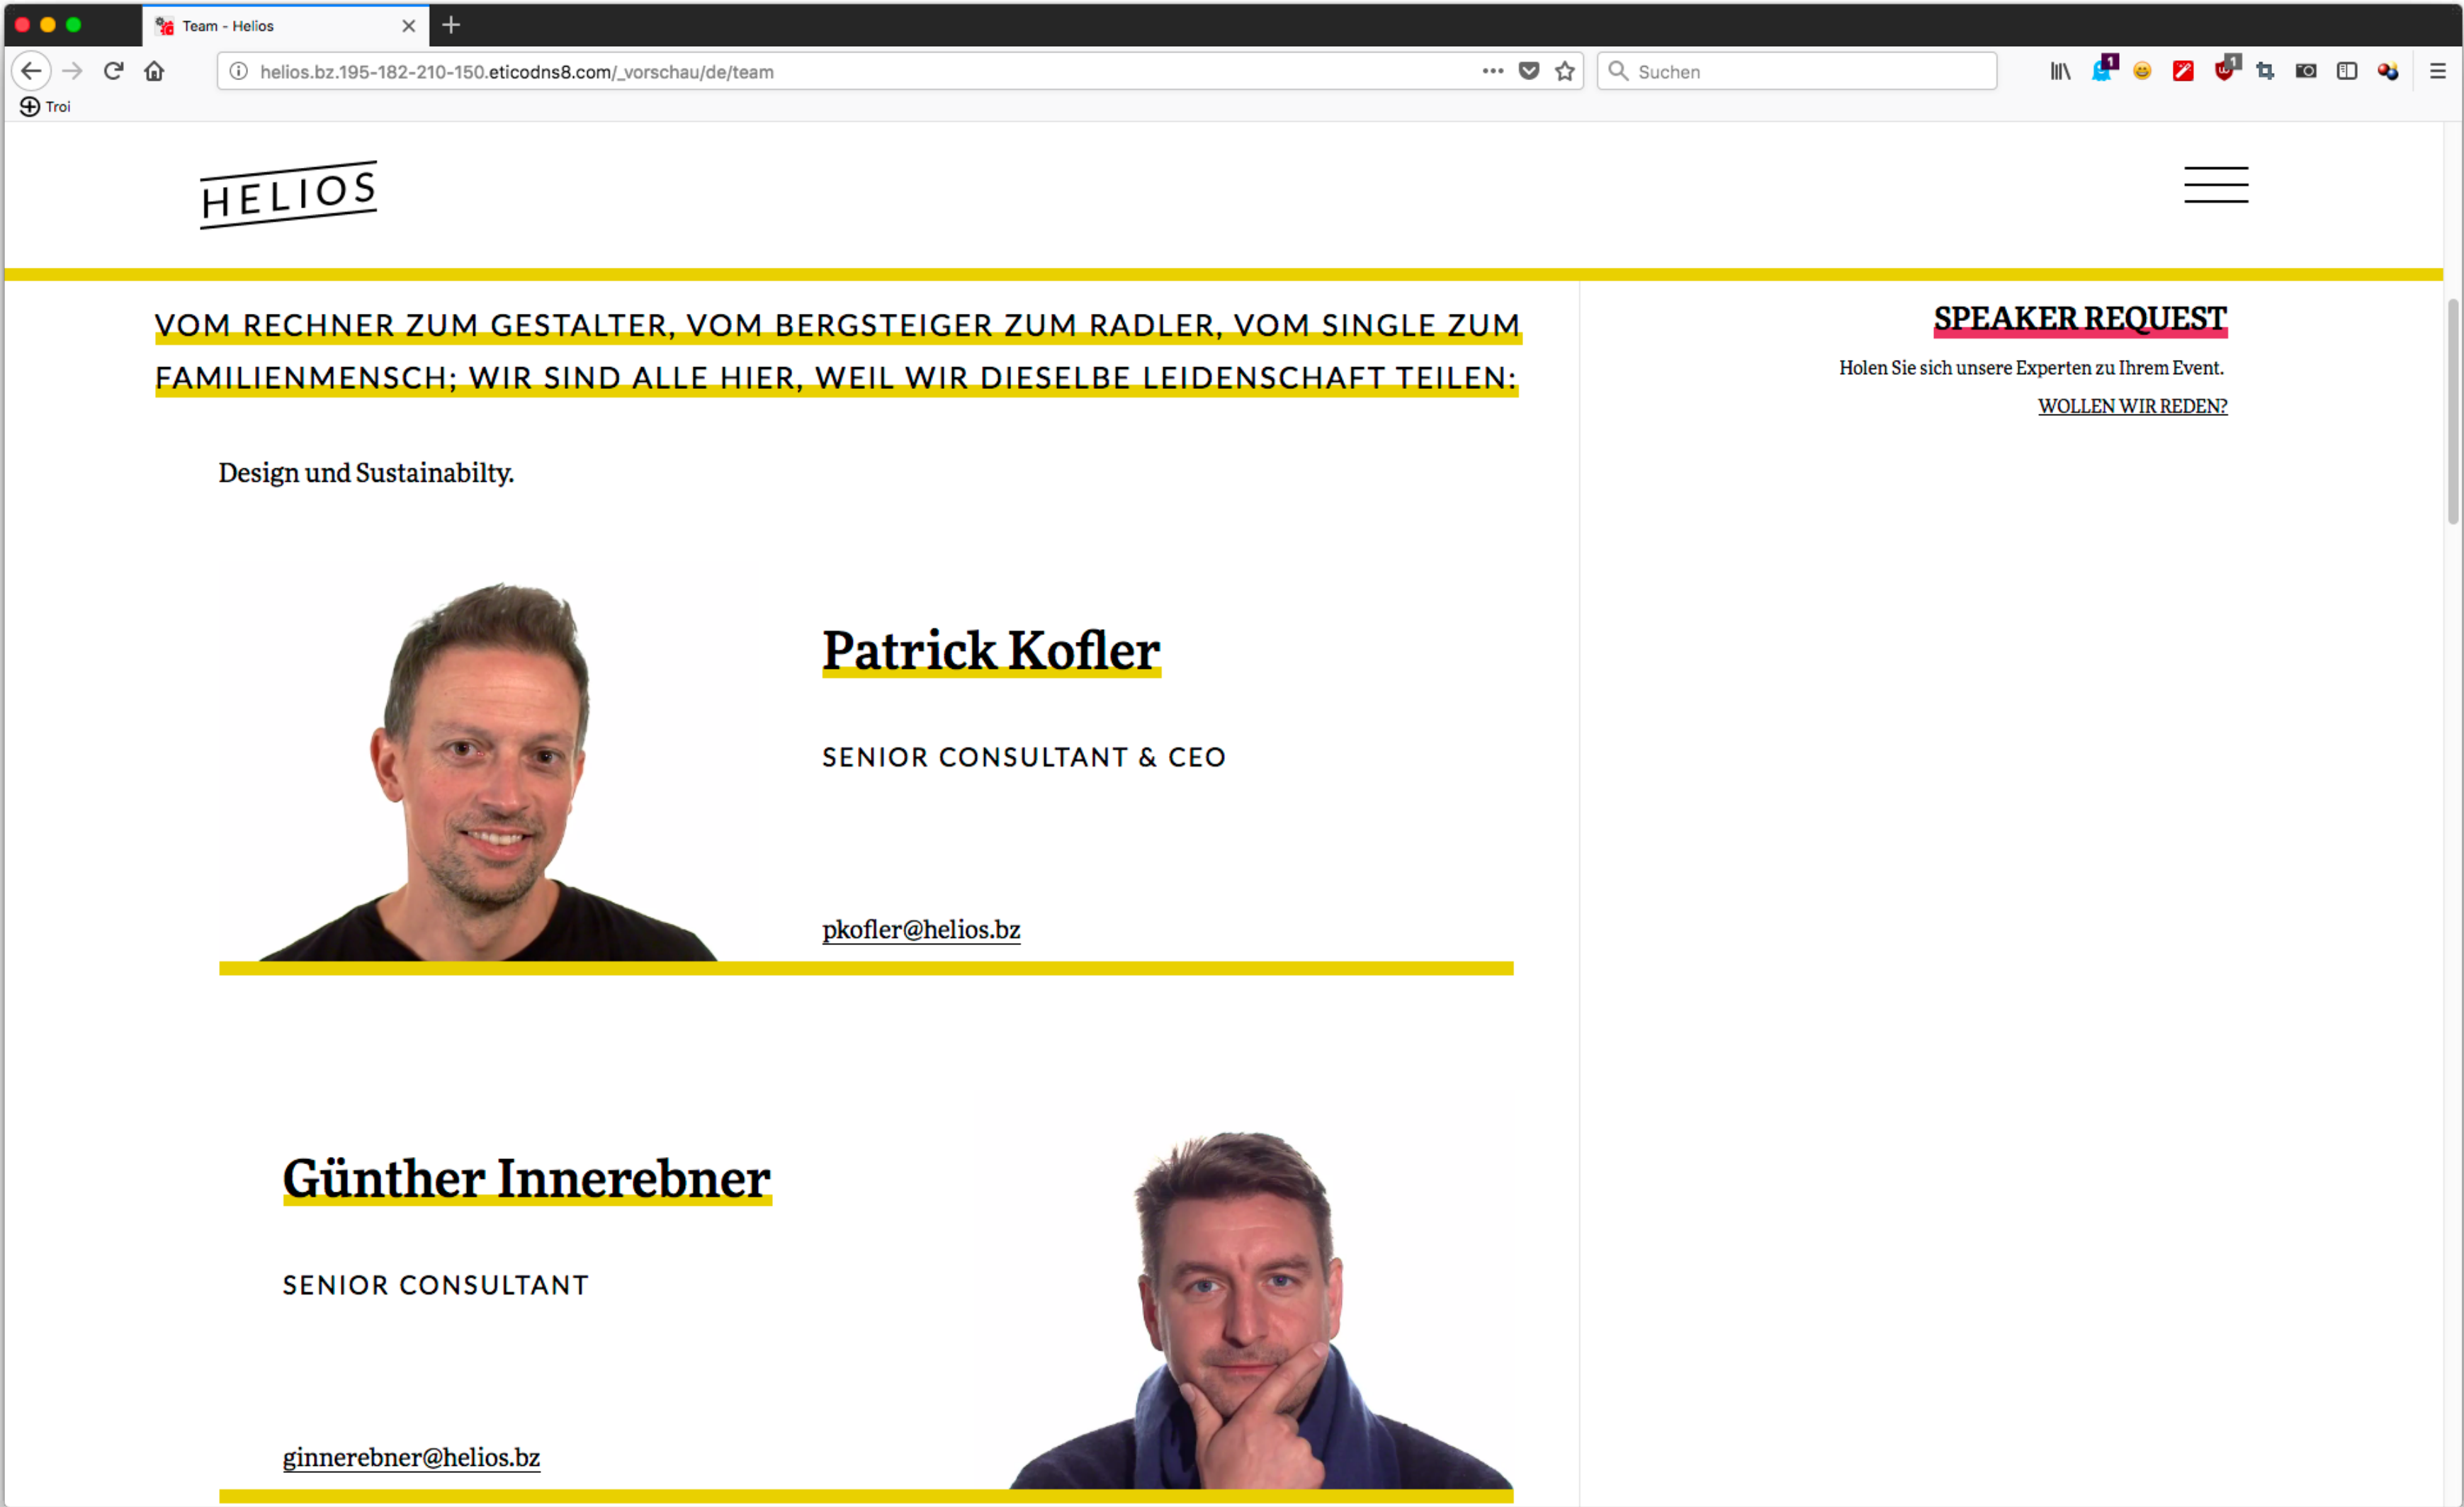 Team - Helios
helios.bz.195-182-210-150.eticodns8.com/_vorschau/de/team
Suchen
1
1
Troi
HELIOS
VOM RECHNER ZUM GESTALTER, VOM BERGSTEIGER ZUM RADLER, VOM SINGLE ZUM
FAMILIENMENSCH; WIR SIND ALLE HIER, WEIL WIR DIESELBE LEIDENSCHAFT TEILEN:
Design und Sustainabilty.
SPEAKER REQUEST
Holen Sie sich unsere Experten zu Ihrem Event.
WOLLEN WIR REDEN?
Patrick Kofler
SENIOR CONSULTANT & CEO
pkofler@helios.bz
Günther Innerebner
SENIOR CONSULTANT
ginnerebner@helios.bz